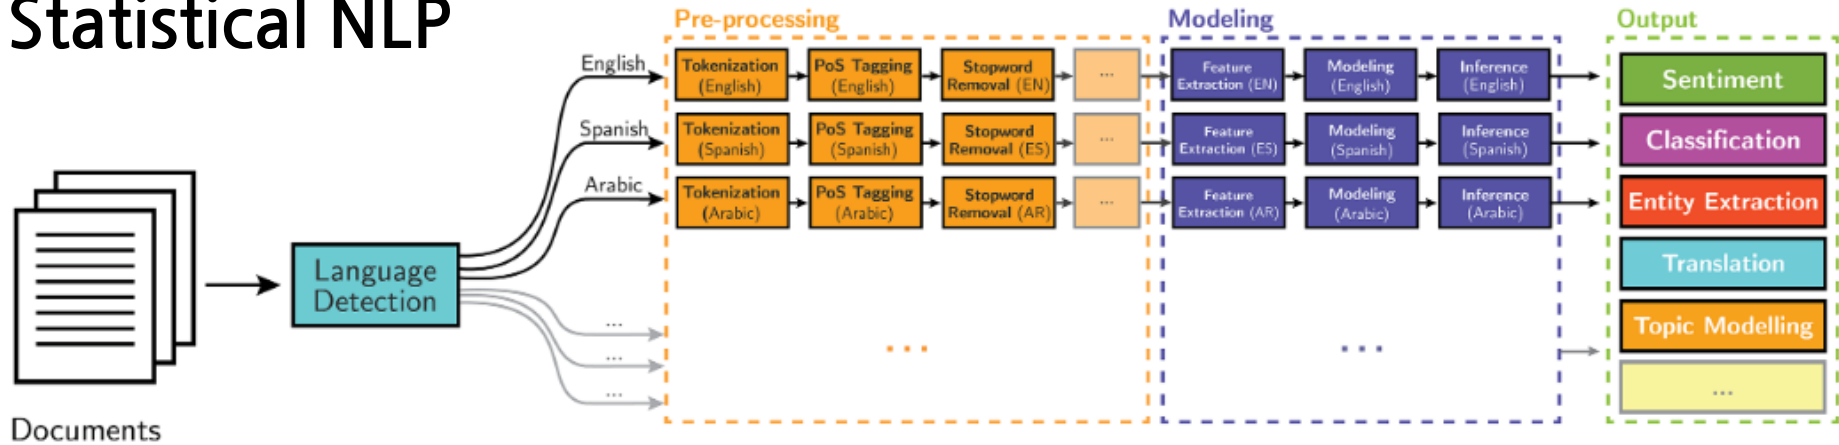 Statistical NLP
Pre-processing
Modeling
Output
English
Tokenization
(English)
PoS Tagging
(English)
Stopword
Removal (EN)
...
Feature
Extraction (EN)
Modeling
(English)
Inference
(English)
Sentiment
Spanish
Tokenization
(Spanish)
PoS Tagging
(Spanish)
Stopword
Removal (ES)
...
Feature
Extraction (ES)
Modeling
(Spanish)
Inference
(Spanish)
Classification
Arabic
Tokenization
(Arabic)
PoS Tagging
(Arabic)
Stopword
Removal (AR)
...
Feature
Extraction (AR)
Modeling
(Arabic)
Inference
(Arabic)
Entity Extraction
Language
Detection
Translation
...
...
...
...
...
Topic Modelling
...
Documents